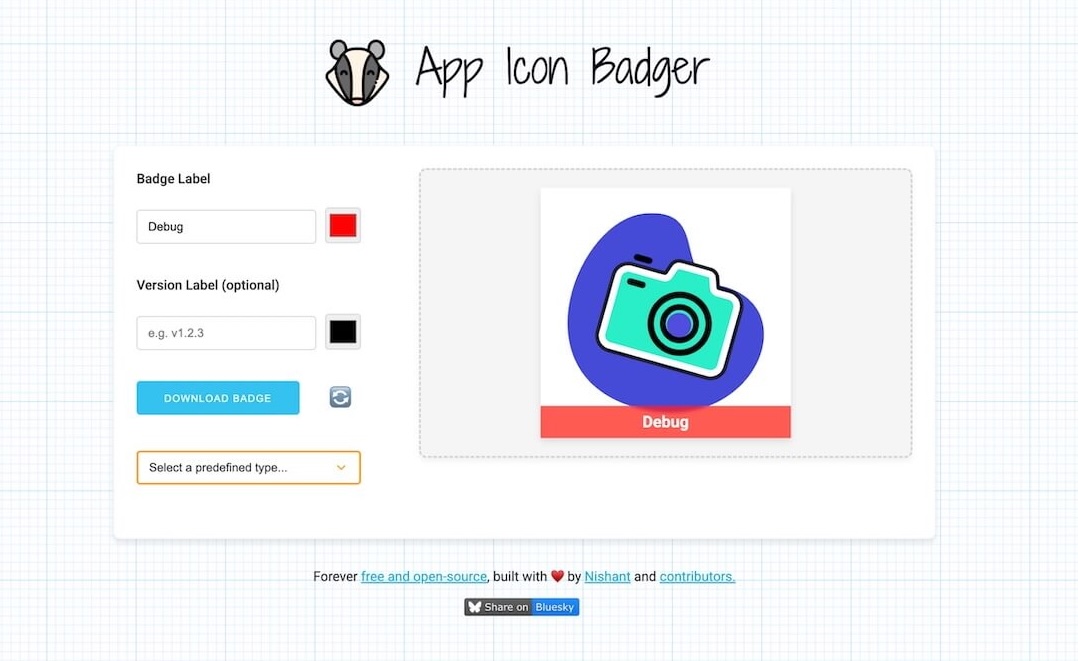 App Icon Badger
Badge Label
Debug
Version Label (optional)
e.g. v1.2.3
DOWNLOAD BADGE
Select a predefined type...
Debug
Forever free and open-source, built with ❤️ by Nishant and contributors.
Share on Bluesky